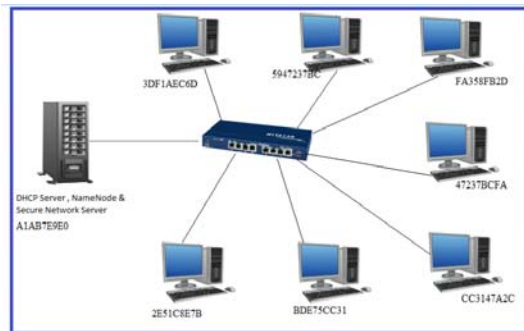 3DF1AEC6D
5947237BC
FA358FB2D
47237BCFA
DHCP Server , NameNode &
Secure Network Server
A1AB7E9E0
2E51C8E7B
BDE75CC31
CC3147A2C